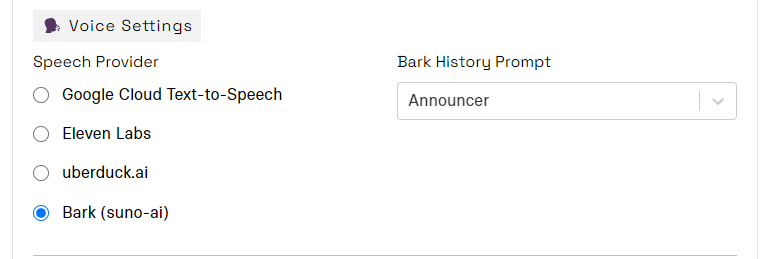 Voice Settings
Speech Provider
Google Cloud Text-to-Speech
Eleven Labs
uberduck.ai
Bark (suno-ai)
Bark History Prompt
Announcer